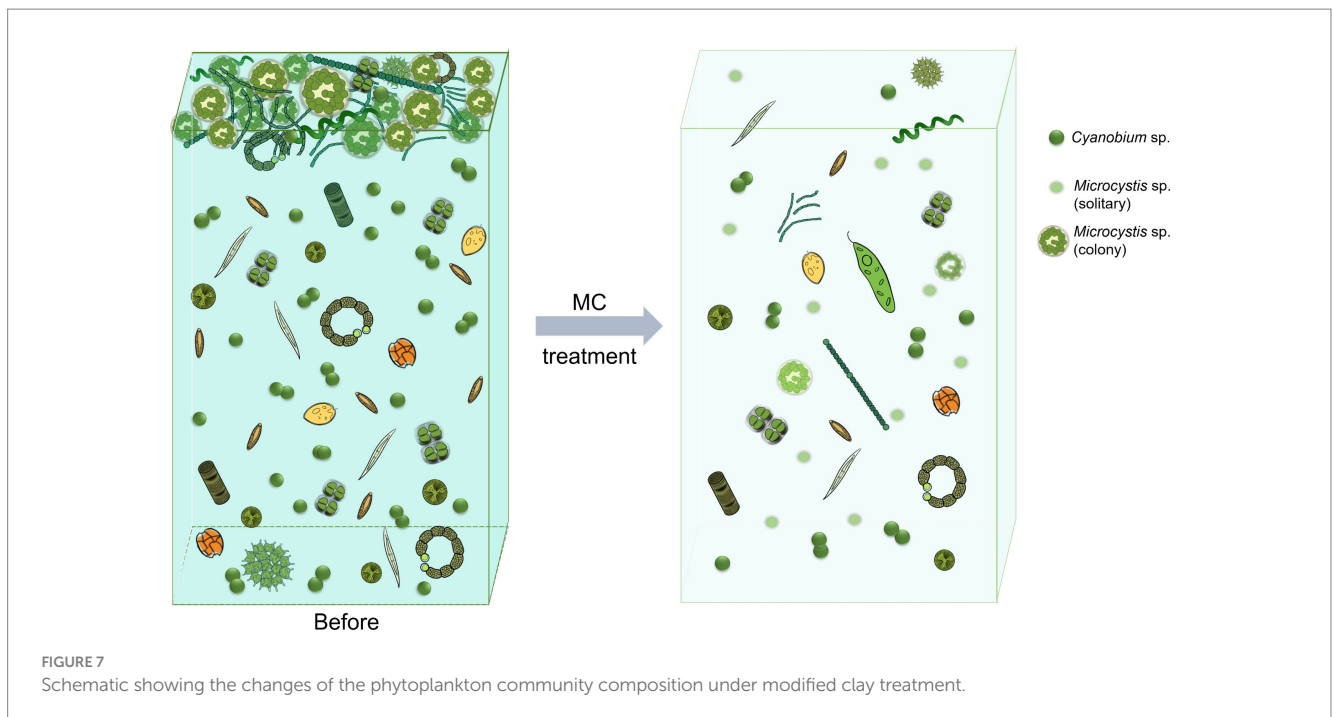 Cyanobium sp.
Microcystis sp.
(solitary)
Microcystis sp.
(colony)
MC
treatment
Before
FIGURE 7
Schematic showing the changes of the phytoplankton community composition under modified clay treatment.